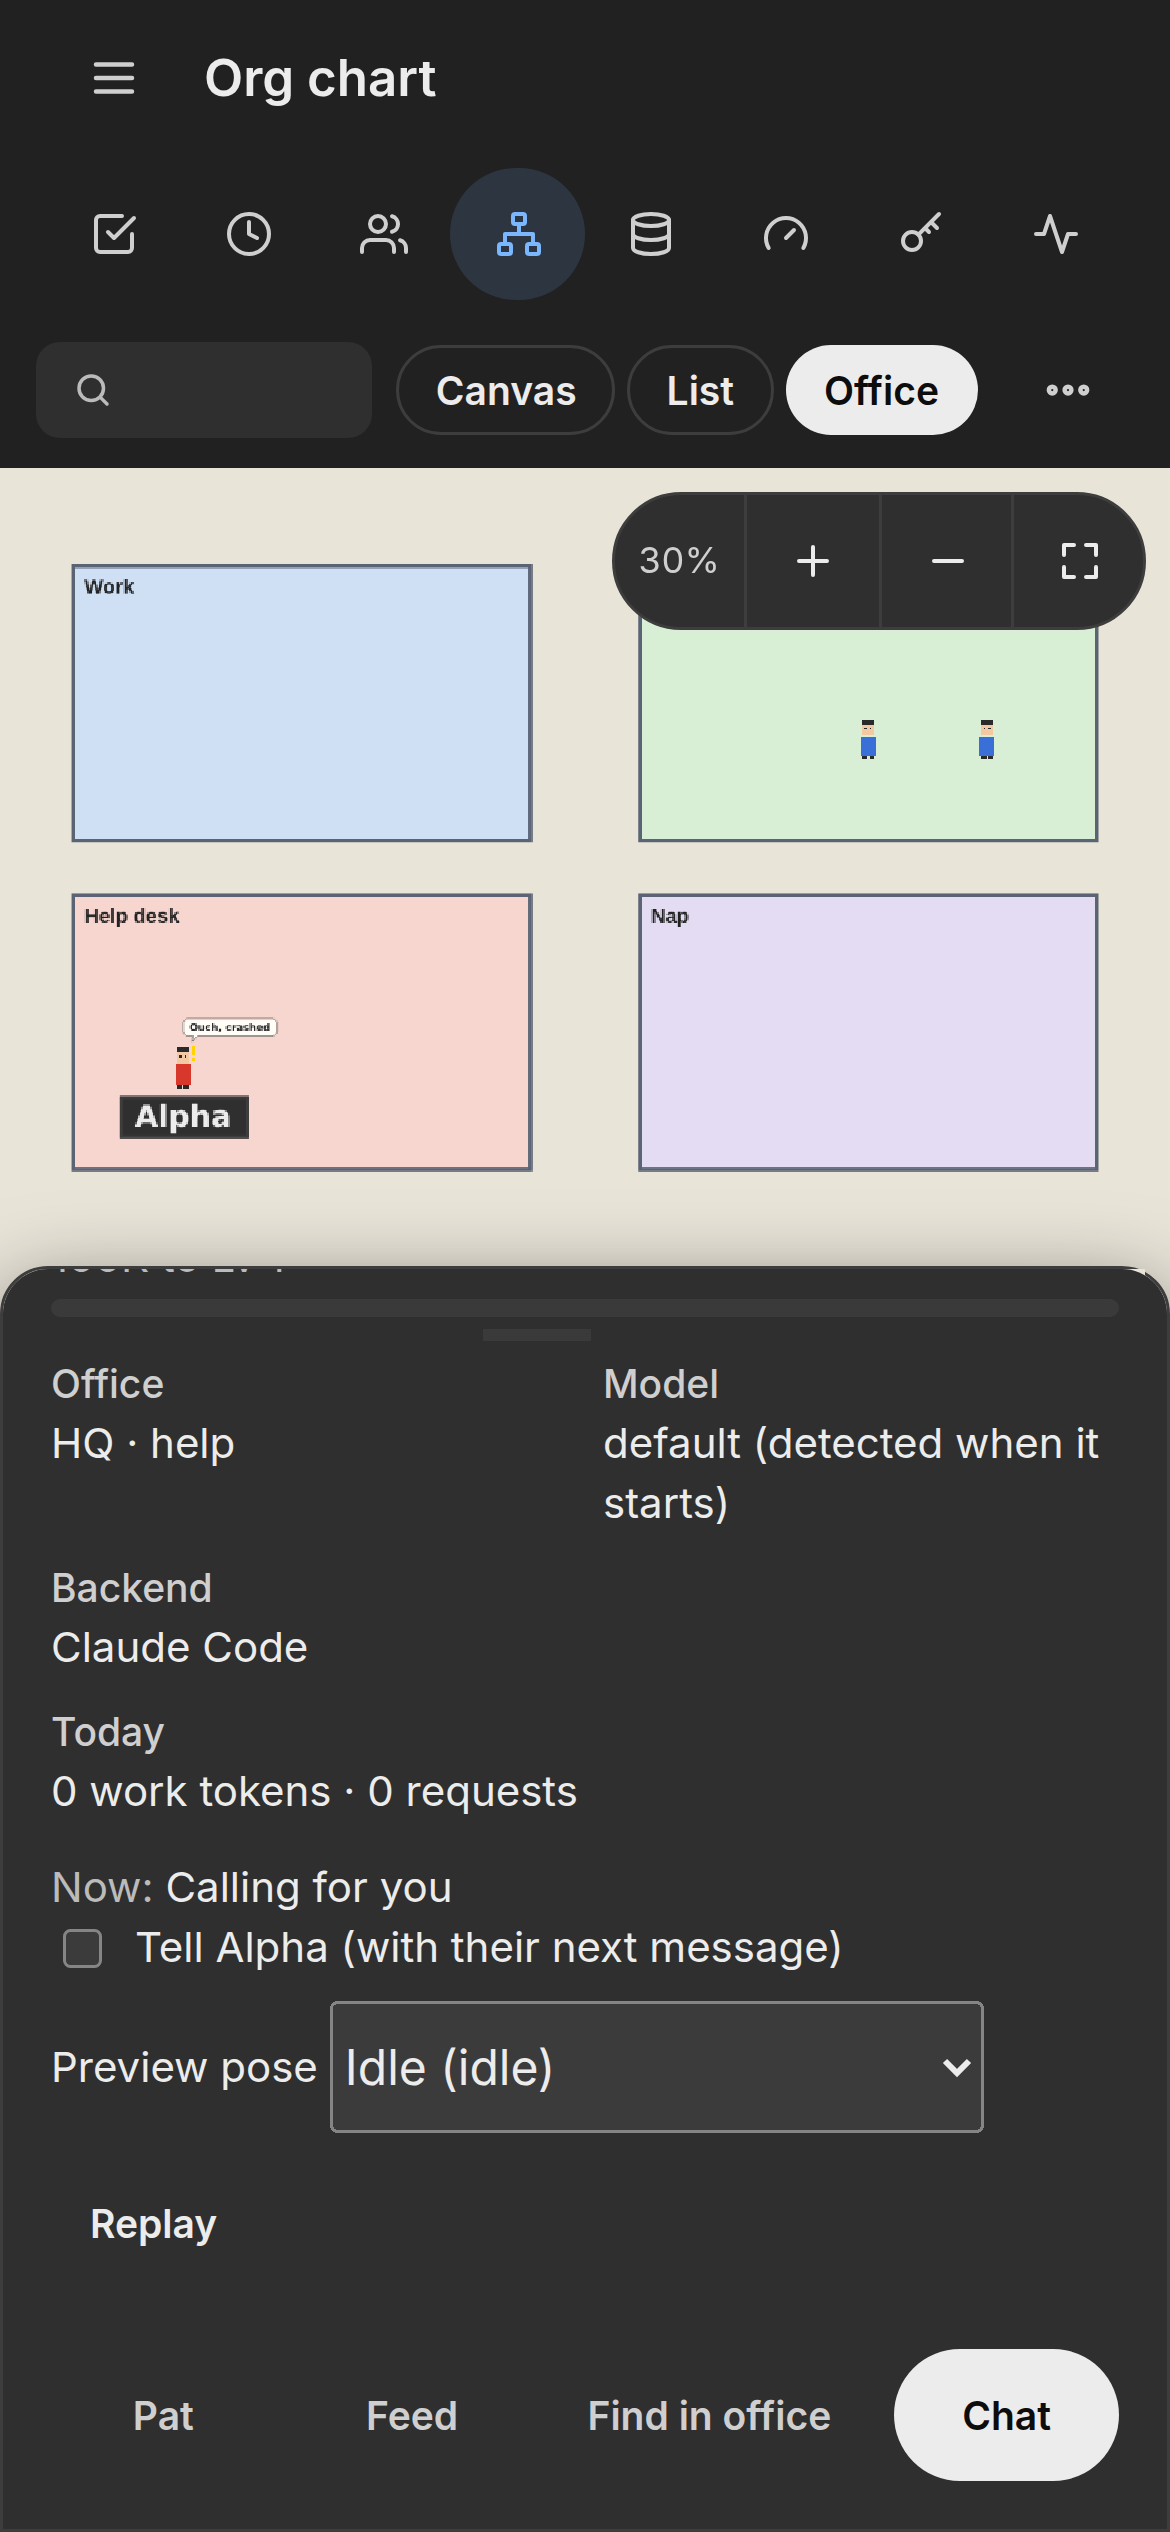 Org chart
Canvas
List
Office
30%
Work
Help desk
Nap
Ouch, crashed
Alpha
Office
HQ · help
Model
default (detected when it
starts)
Backend
Claude Code
Today
0 work tokens · 0 requests
Now: Calling for you
Tell Alpha (with their next message)
Preview pose
Idle (idle)
Replay
Pat
Feed
Find in office
Chat